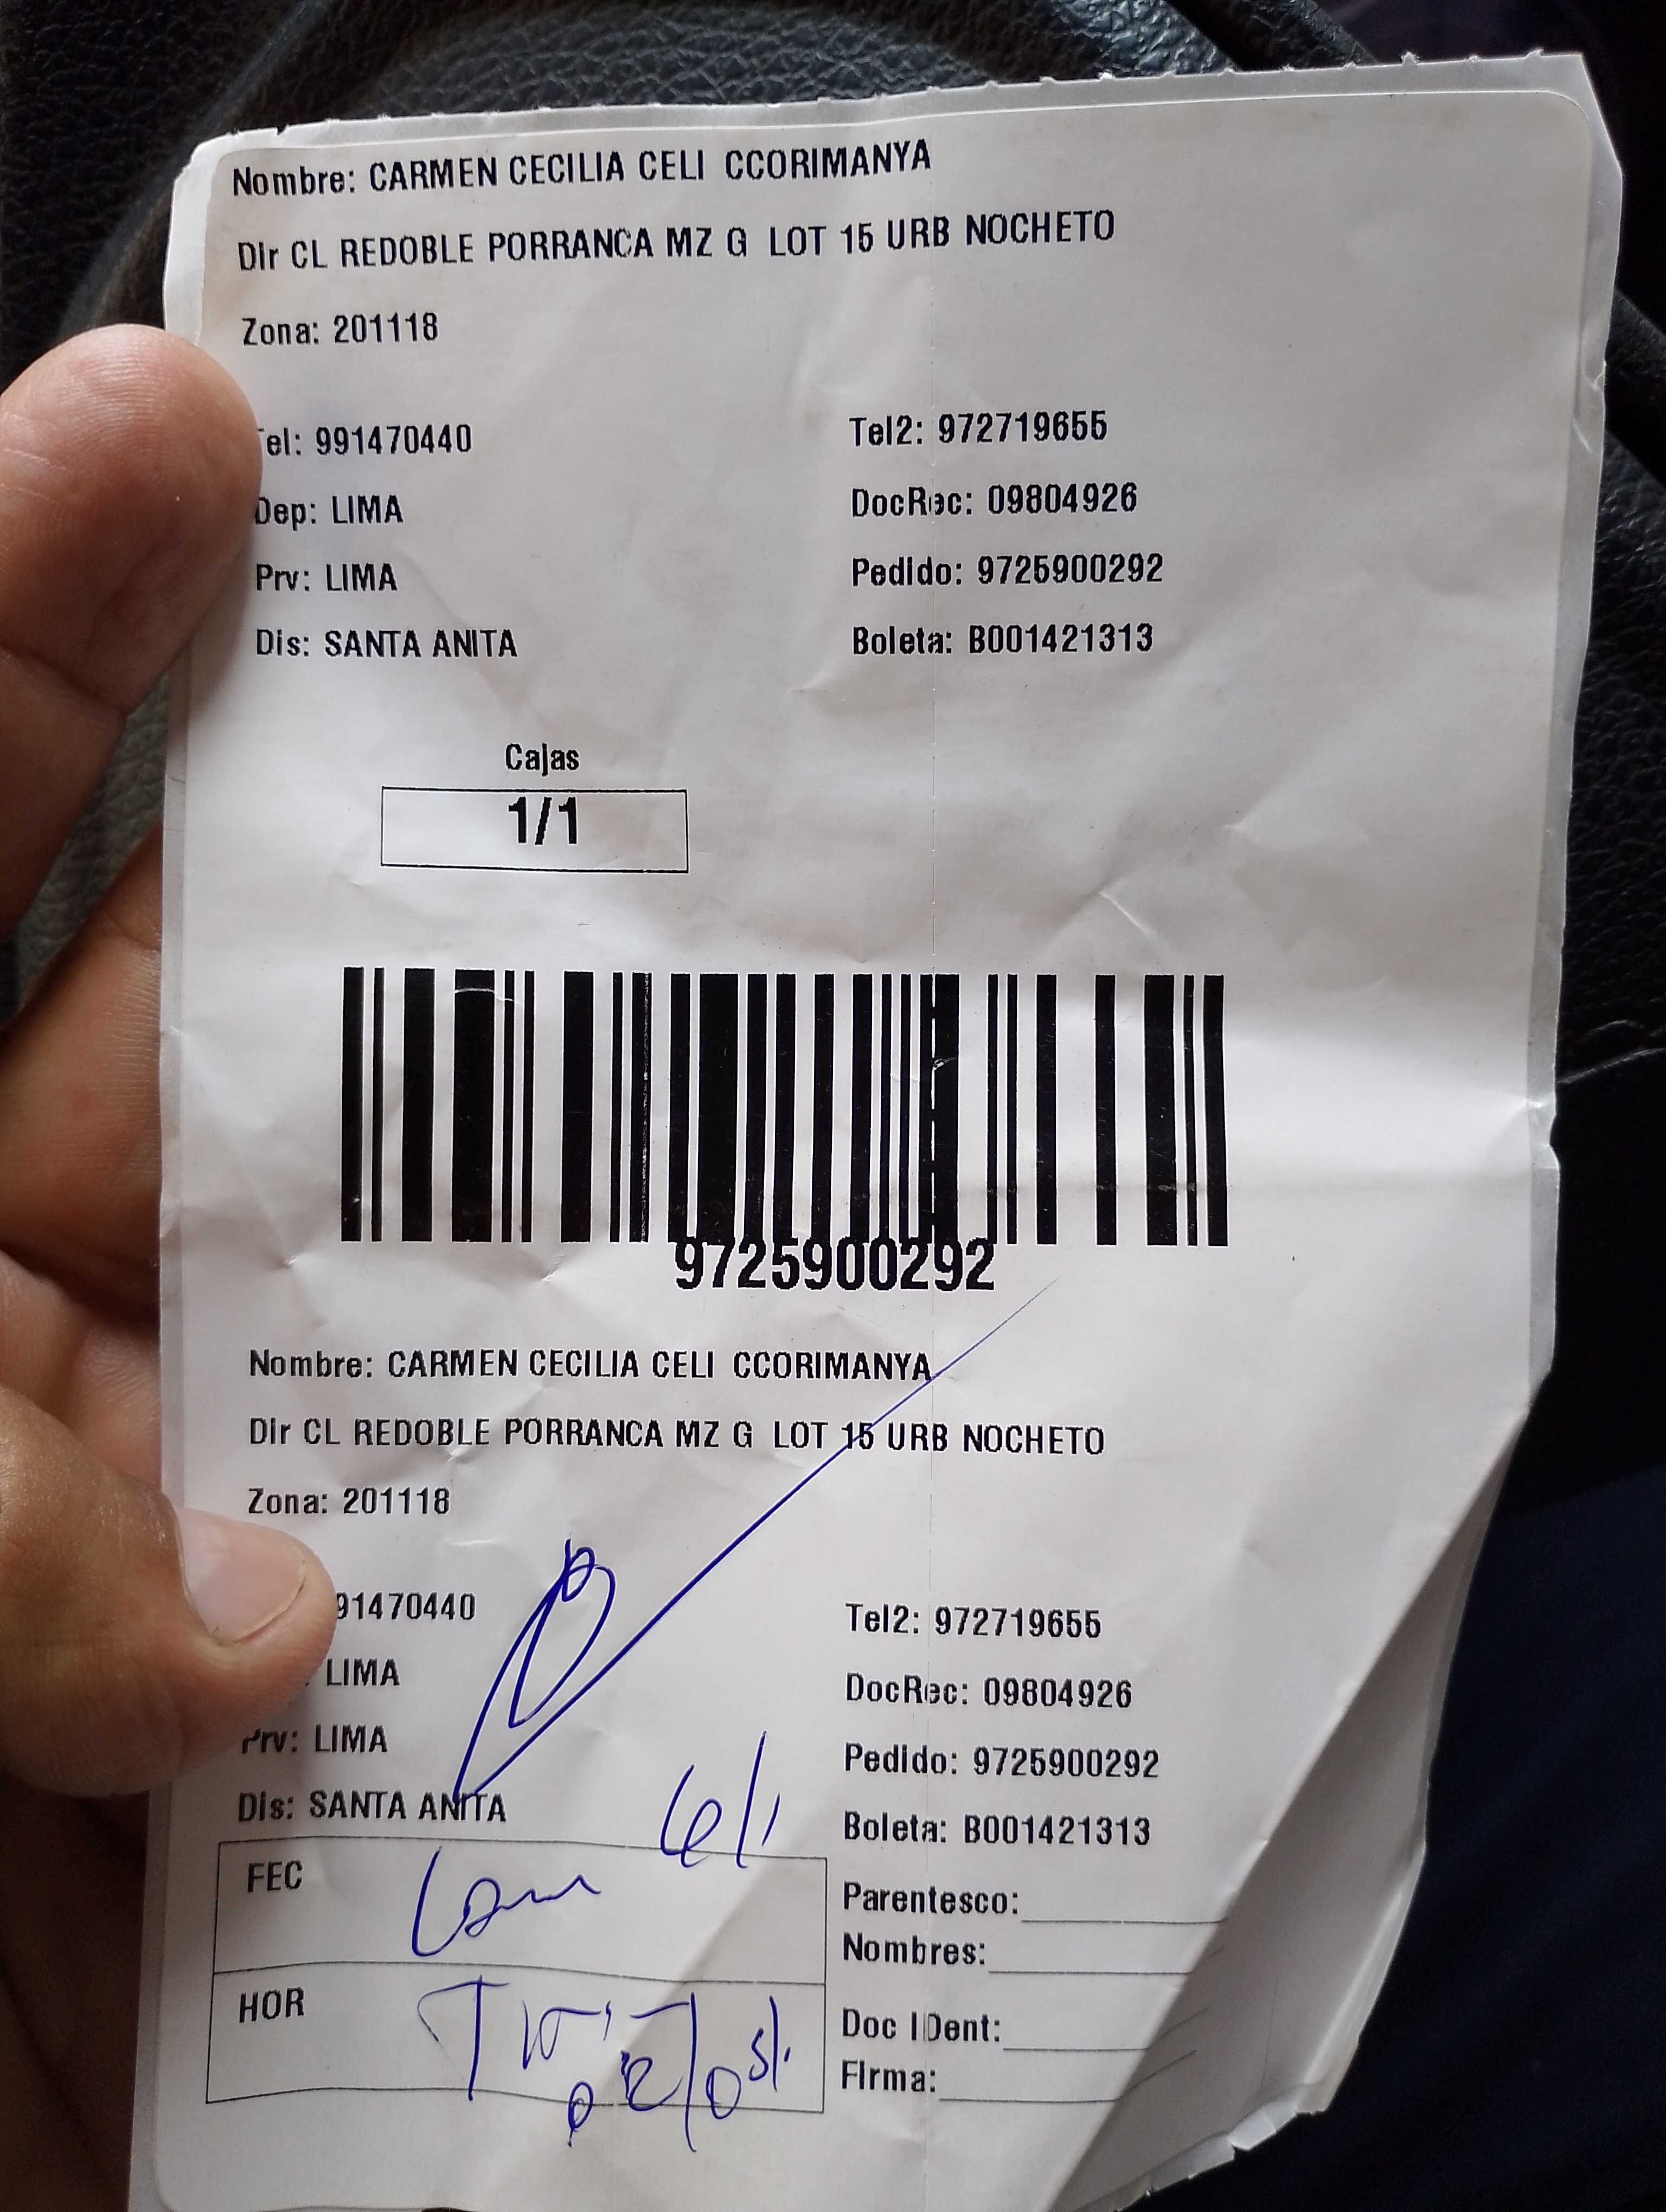 Nombre: CARMEN CECILIA CELI CCORIMANYA
Dir CL REDOBLE PORRANCA MZ G LOT 15 URB NOCHETO
Zona: 201118
Tel: 991470440 Tel2: 972719655
Dep: LIMA DocRec: 09804926
Prv: LIMA Pedido: 9725900292
Dis: SANTA ANITA Boleta: B001421313
Cajas
1/1
9725900292
Nombre: CARMEN CECILIA CELI CCORIMANYA
Dir CL REDOBLE PORRANCA MZ G LOT 15 URB NOCHETO
Zona: 201118
91470440 Tel2: 972719655
LIMA DocRec: 09804926
Prv: LIMA Pedido: 9725900292
Dis: SANTA ANITA Boleta: B001421313
FEC Celi
Parentesco:
Nombres:
HOR
Doc IDent:
Firma: